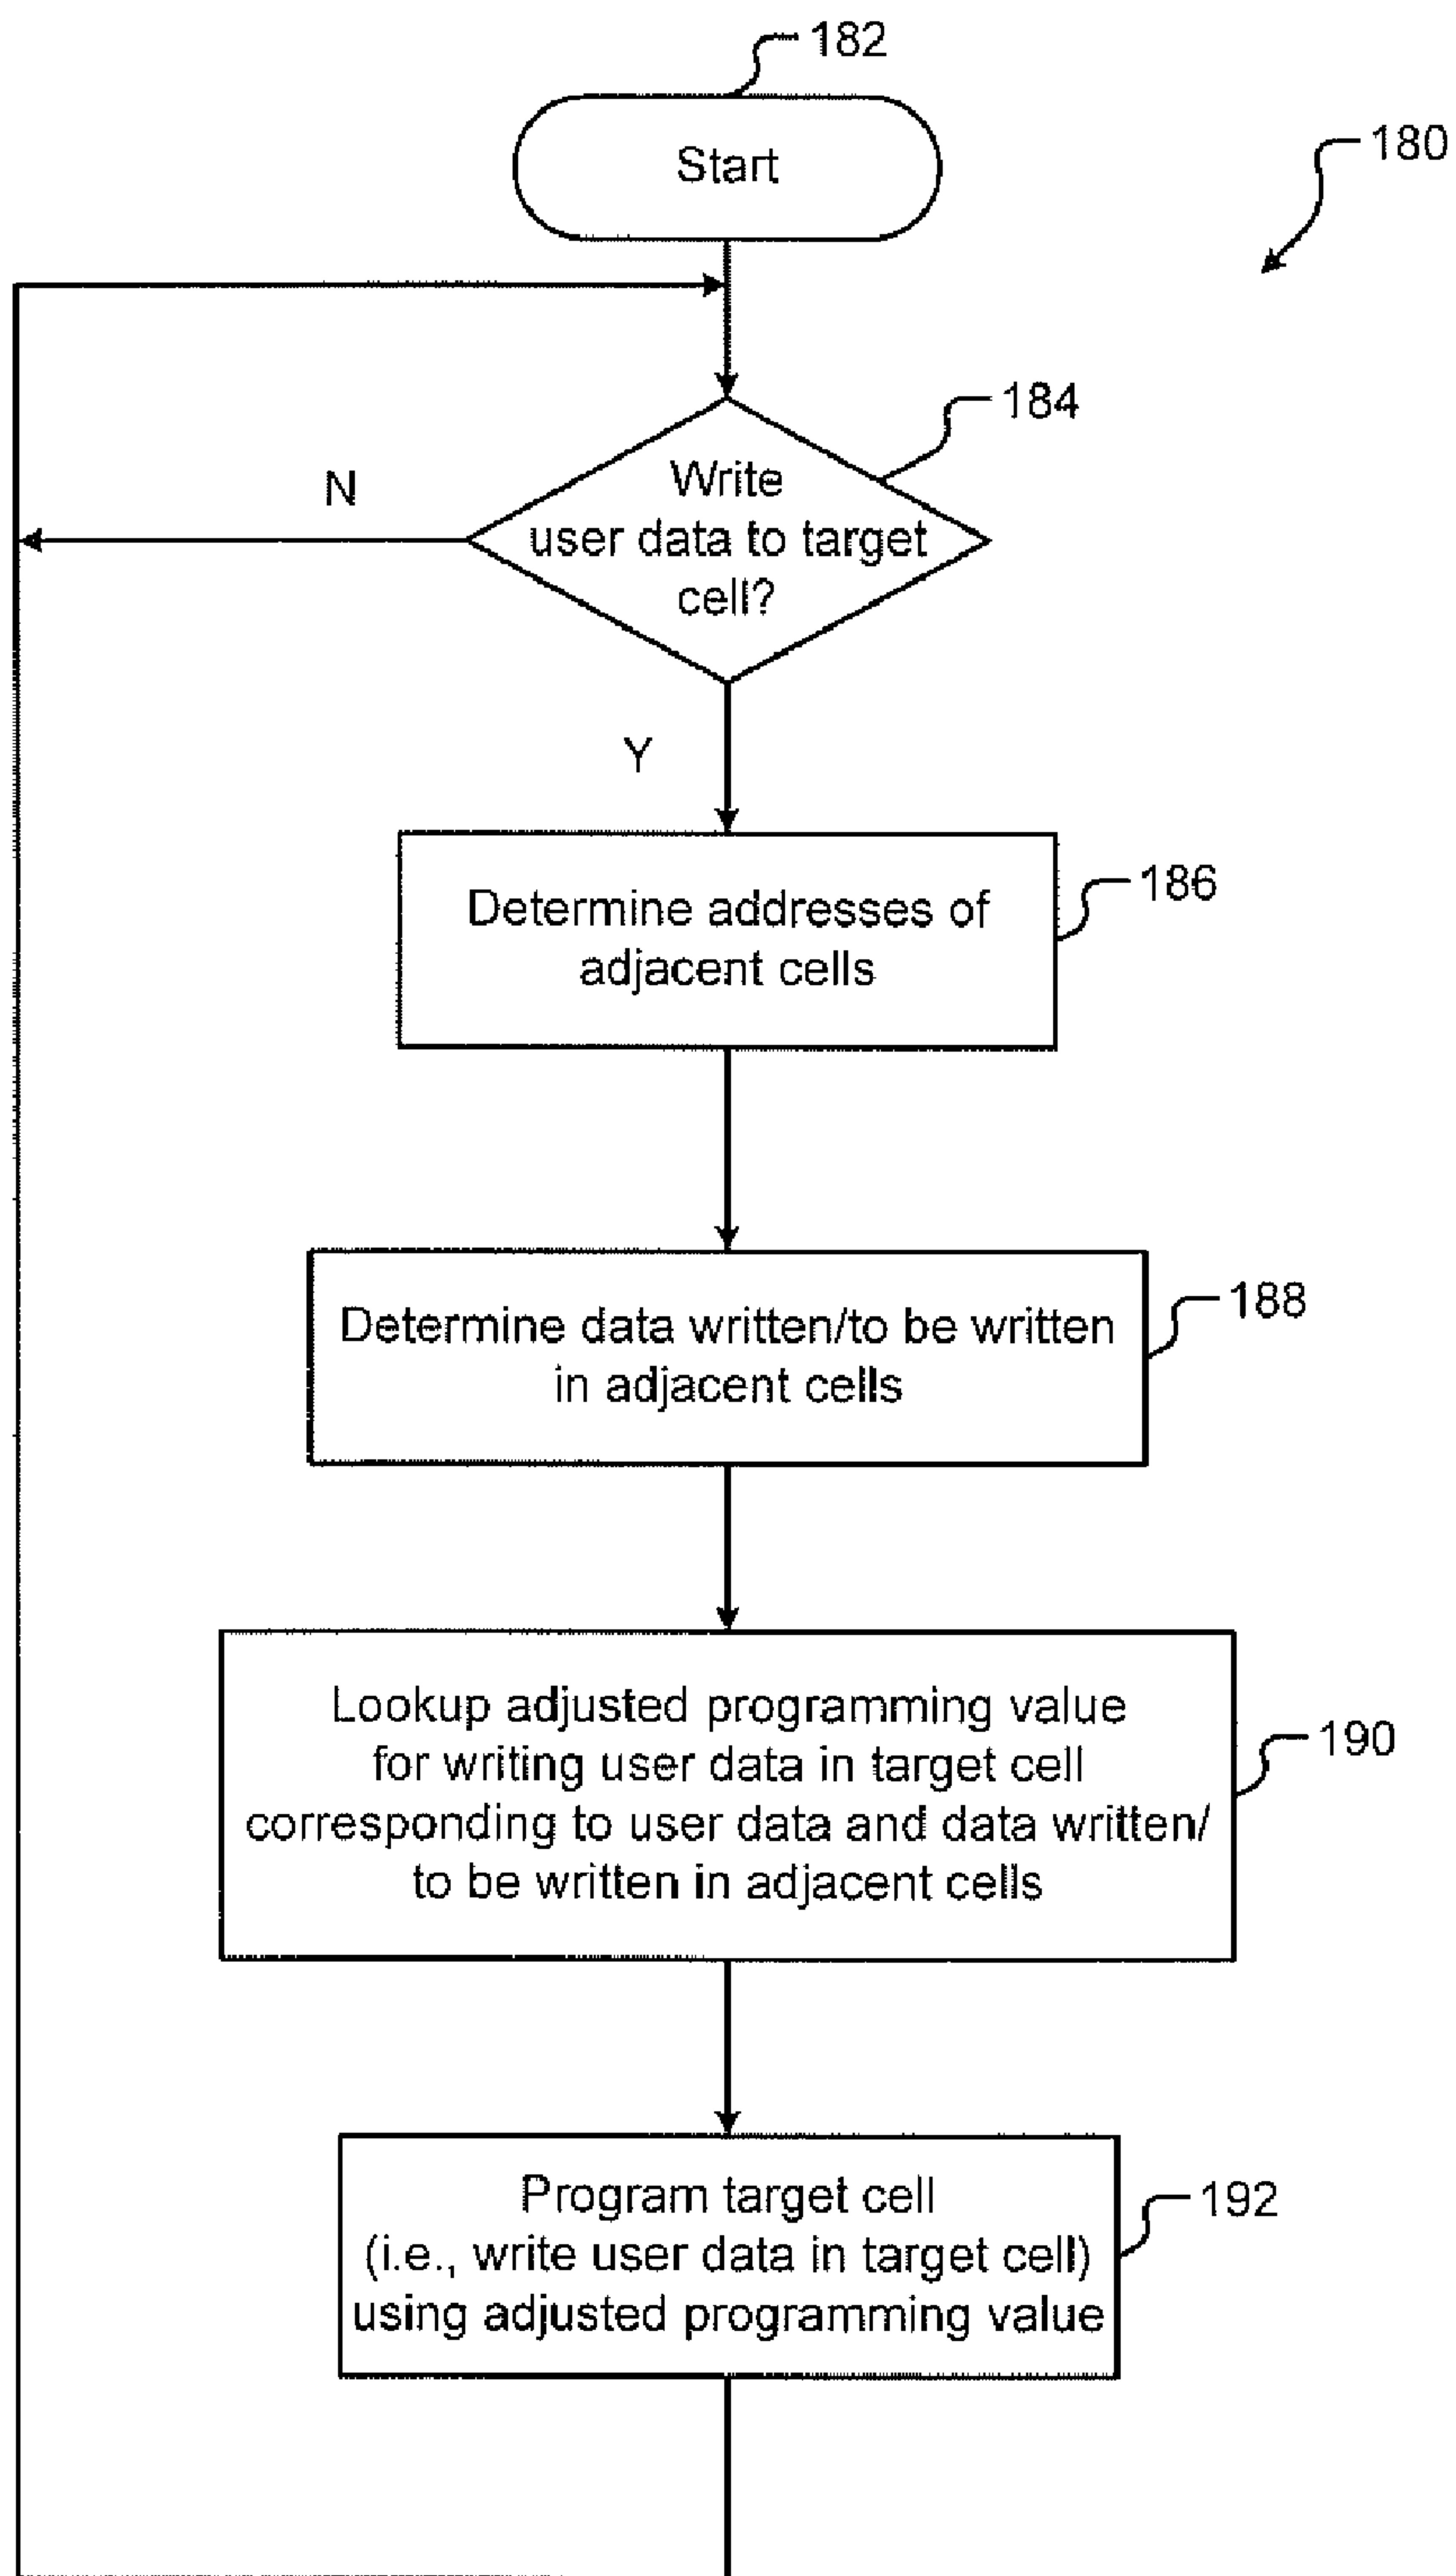 182
Start
180
184
Write
user data to target
cell?
N
Y
Determine addresses of
adjacent cells
186
Determine data written/to be written
in adjacent cells
188
Lookup adjusted programming value
for writing user data in target cell
corresponding to user data and data written/
to be written in adjacent cells
190
Program target cell
(i.e., write user data in target cell)
using adjusted programming value
192